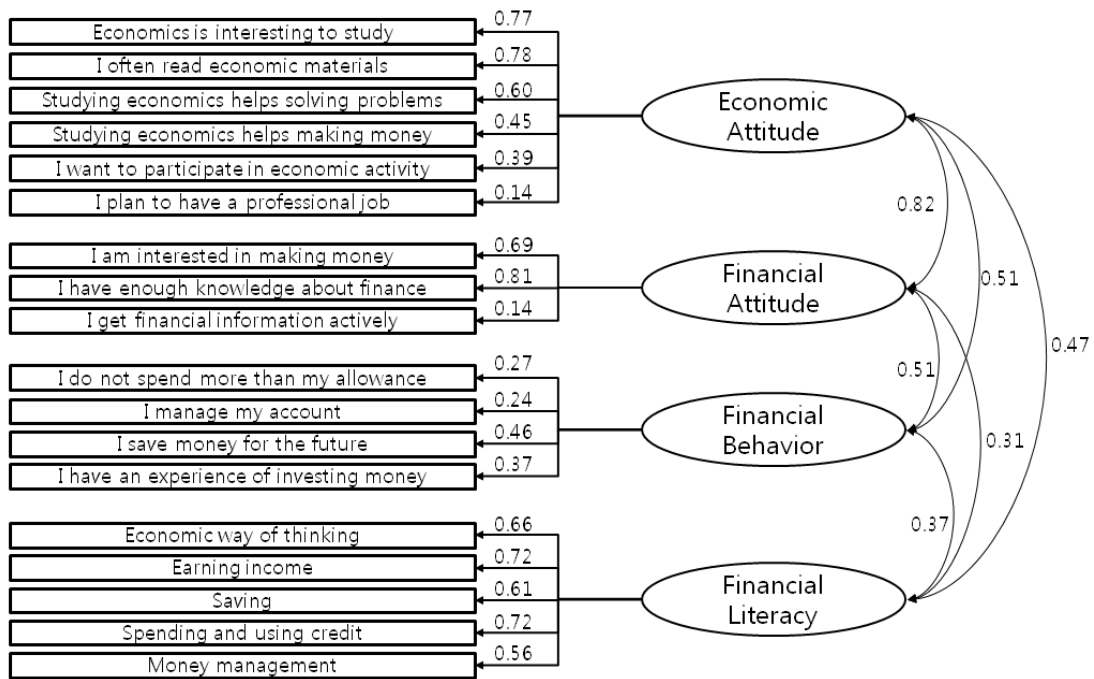 0.77
Economics is interesting to study
0.78
I often read economic materials
0.60
Studying economics helps solving problems
0.45
Studying economics helps making money
0.39
I want to participate in economic activity
0.14
I plan to have a professional job
Economic
Attitude
0.82
0.69
I am interested in making money
0.81
I have enough knowledge about finance
0.14
I get financial information actively
Financial
Attitude
0.51
0.47
0.51
0.27
I do not spend more than my allowance
0.24
I manage my account
0.46
I save money for the future
0.37
I have an experience of investing money
Financial
Behavior
0.31
0.37
0.66
Economic way of thinking
0.72
Earning income
0.61
Saving
0.72
Spending and using credit
0.56
Money management
Financial
Literacy